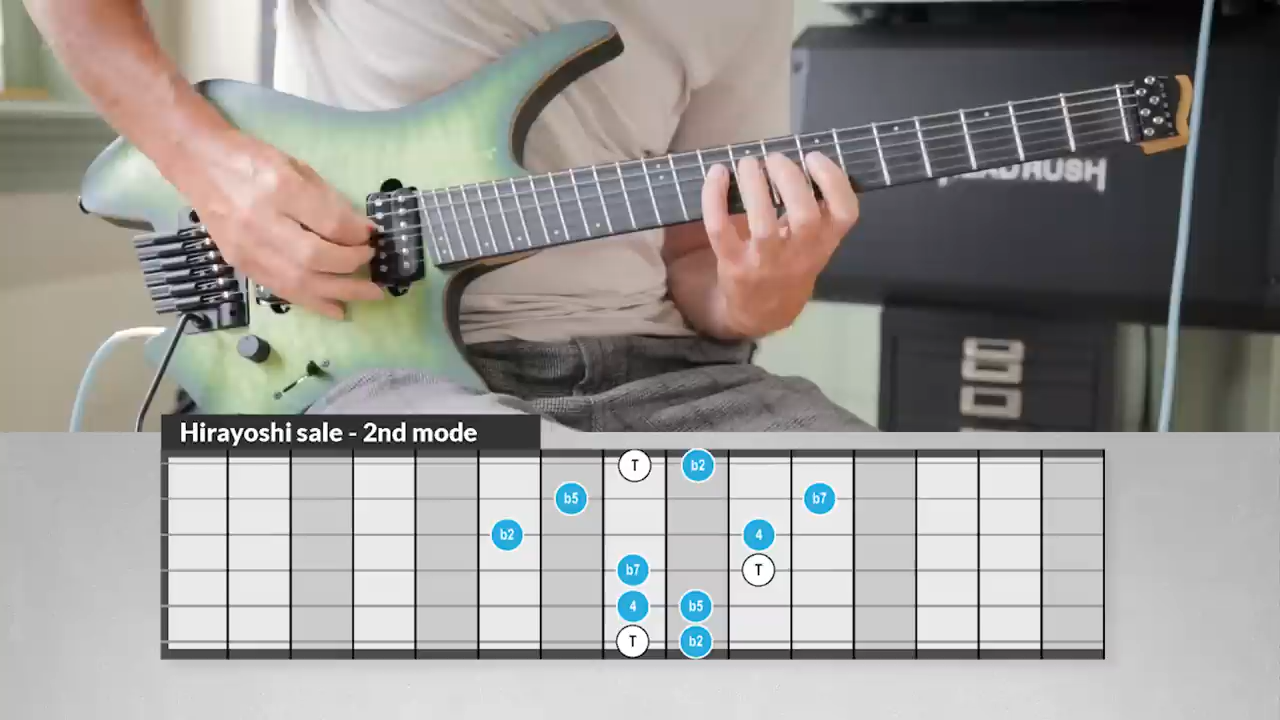 Hirayoshi sale - 2nd mode
T b2
b5 b7
b2 4
b7 T
4 b5
T b2